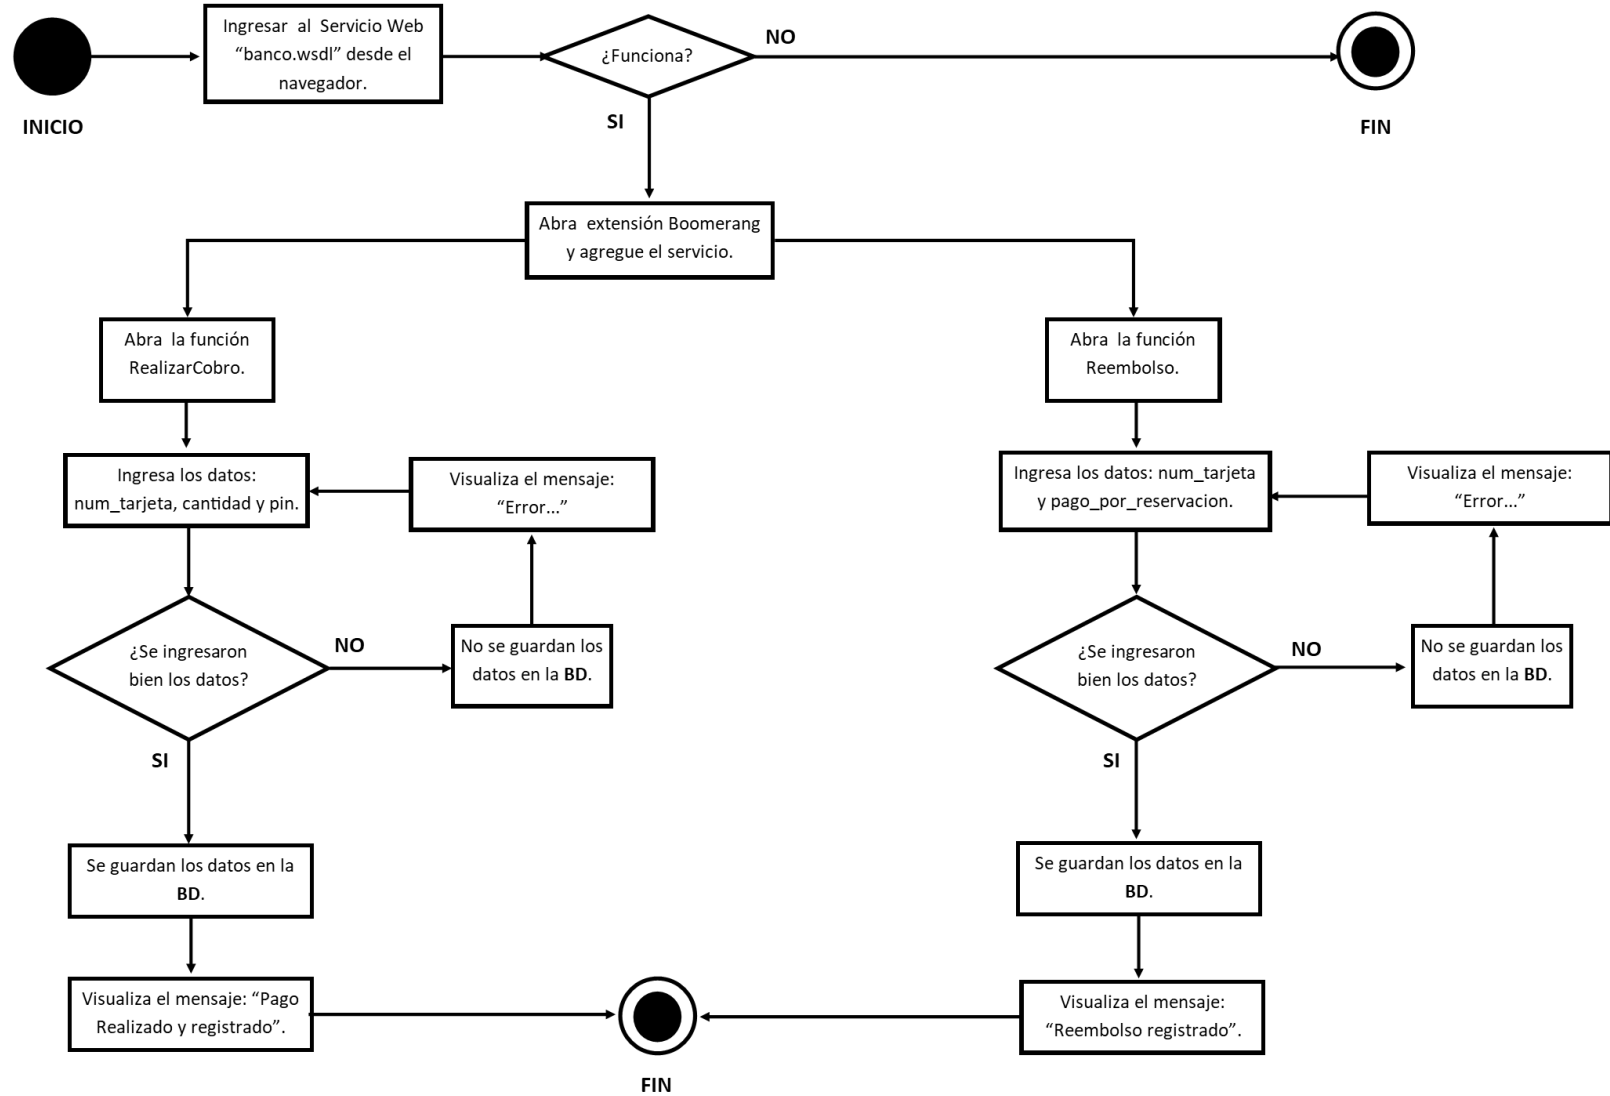 Ingresar al Servicio Web
“banco.wsdl” desde el
navegador.
¿Funciona?
NO
INICIO
SI
FIN
Abra extensión Boomerang
y agregue el servicio.
Abra la función
RealizarCobro.
Abra la función
Reembolso.
Ingresa los datos:
num_tarjeta, cantidad y pin.
Visualiza el mensaje:
“Error...”
Ingresa los datos: num_tarjeta
y pago_por_reservacion.
Visualiza el mensaje:
“Error...”
¿Se ingresaron
bien los datos?
NO
No se guardan los
datos en la BD.
¿Se ingresaron
bien los datos?
NO
No se guardan los
datos en la BD.
SI
SI
Se guardan los datos en la
BD.
Se guardan los datos en la
BD.
Visualiza el mensaje: “Pago
Realizado y registrado”.
Visualiza el mensaje:
“Reembolso registrado”.
FIN